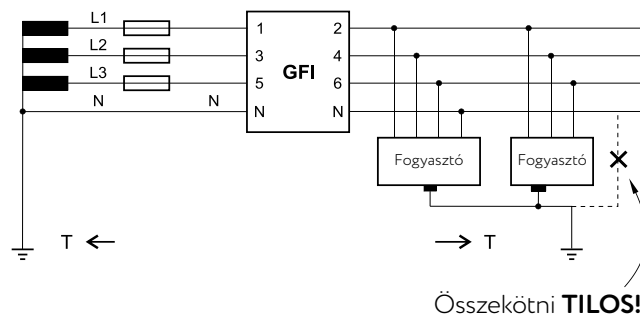 L1
1
2
L2
3
GFI
4
L3
5
6
N
N
N
N
Fogyasztó
Fogyasztó
T
T
Összekötni TILOS!